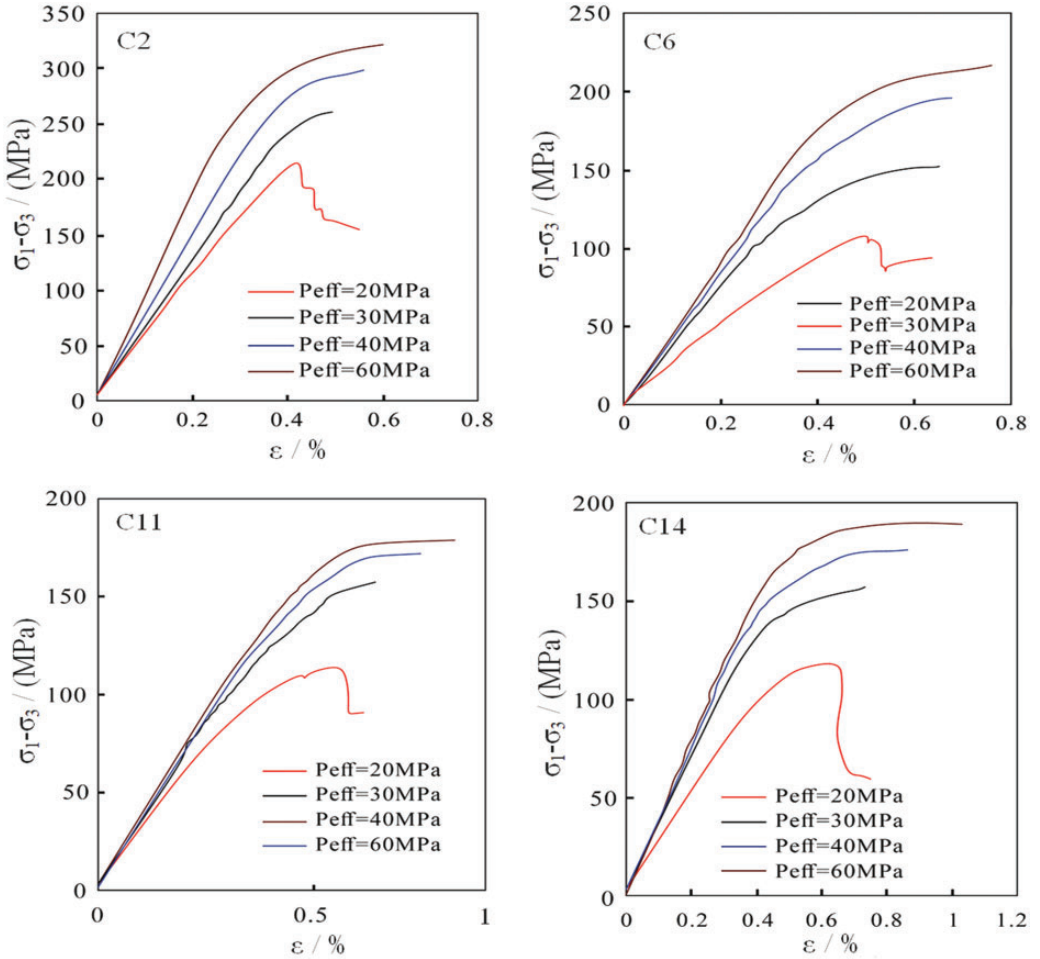 C2
350
300
250
200
150
100
50
0
σ₁-σ₃ / (MPa)
Peff=20MPa
Peff=30MPa
Peff=40MPa
Peff=60MPa
0 0.2 0.4 0.6 0.8
ε / %
C6
250
200
150
100
50
0
σ₁-σ₃ / (MPa)
Peff=20MPa
Peff=30MPa
Peff=40MPa
Peff=60MPa
0 0.2 0.4 0.6 0.8
ε / %
C11
200
150
100
50
0
σ₁-σ₃ / (MPa)
Peff=20MPa
Peff=30MPa
Peff=40MPa
Peff=60MPa
0 0.5 1
ε / %
C14
200
150
100
50
0
σ₁-σ₃ / (MPa)
Peff=20MPa
Peff=30MPa
Peff=40MPa
Peff=60MPa
0 0.2 0.4 0.6 0.8 1 1.2
ε / %